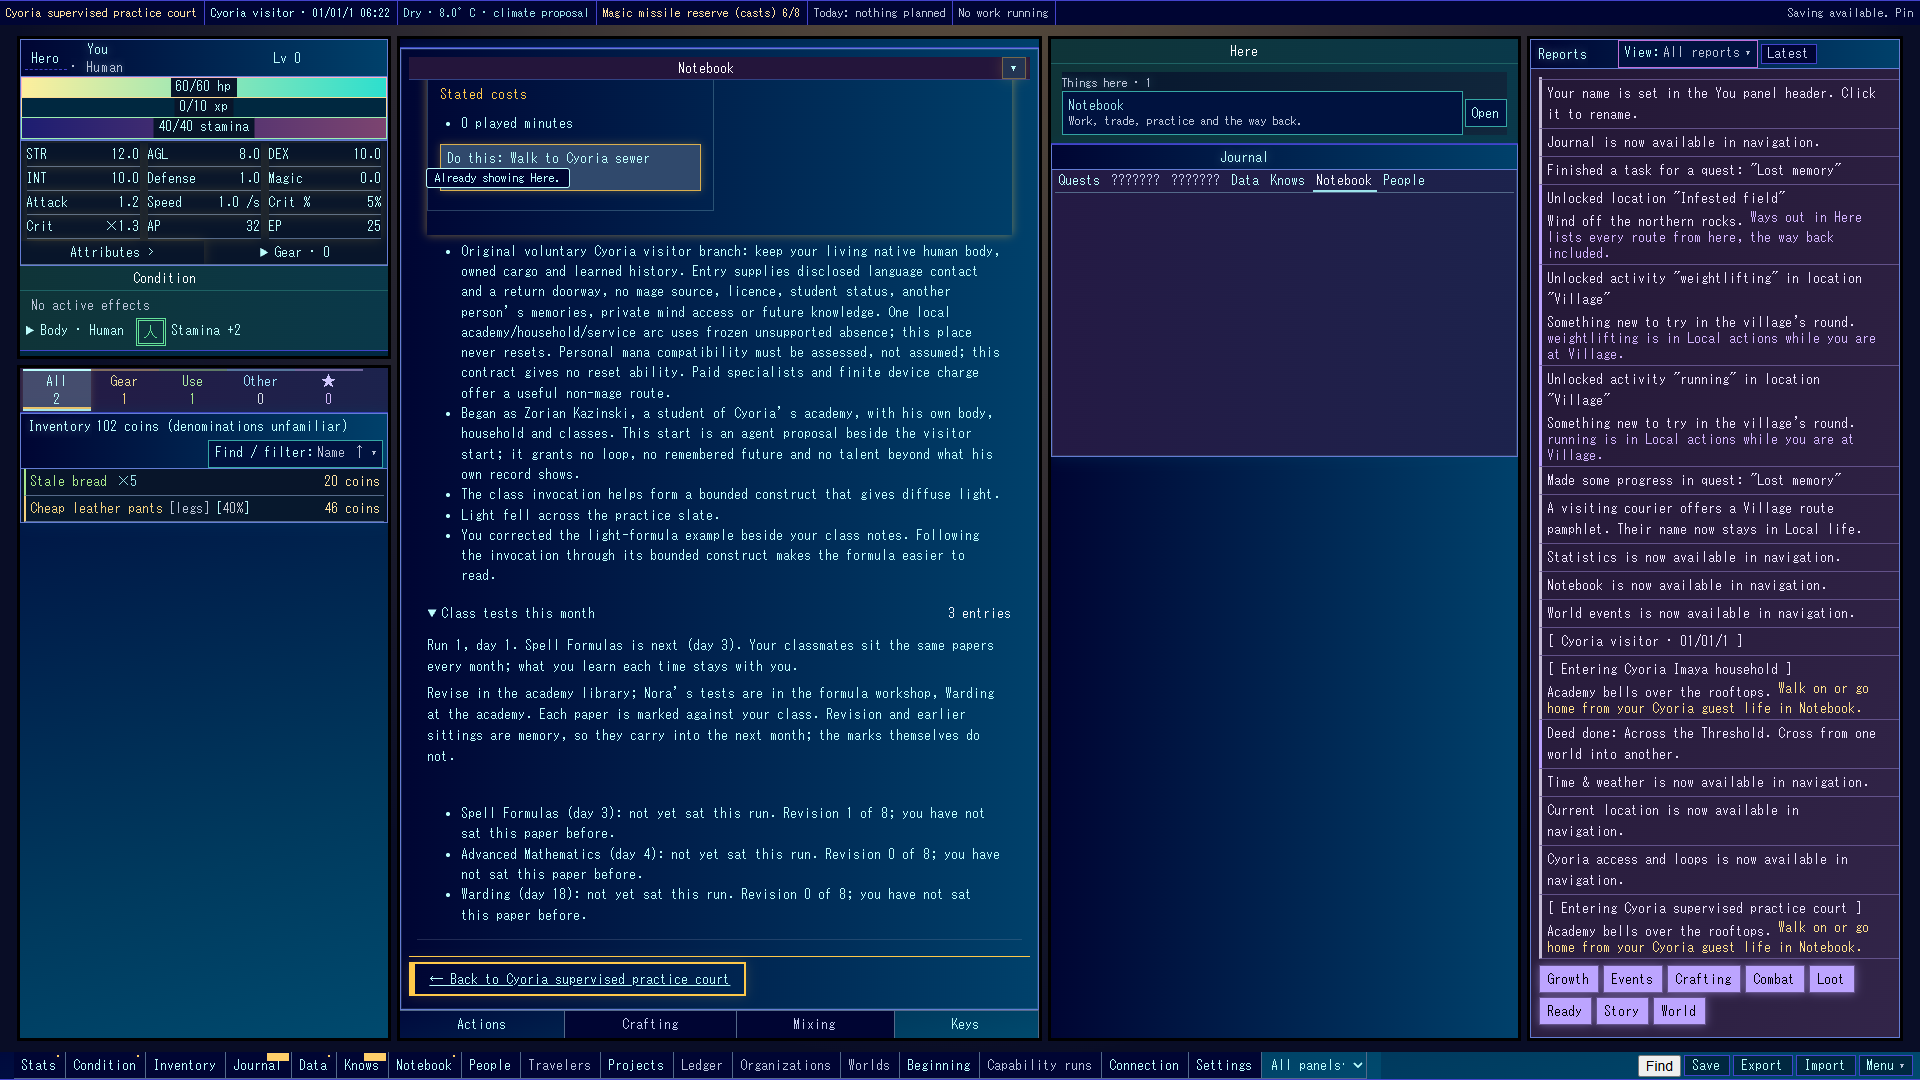 Cyoria supervised practice court
Cyoria visitor · 01/01/1 06:22
Dry · 8.0° C · climate proposal
Magic missile reserve (casts) 6/8
Today: nothing planned
No work running
Saving available. Pin
Hero · You
Human
Lv 0
60/60 hp
0/10 xp
40/40 stamina
STR 12.0 AGL 8.0 DEX 10.0
INT 10.0 Defense 1.0 Magic 0.0
Attack 1.2 Speed 1.0 /s Crit % 5%
Crit ×1.3 AP 32 EP 25
Attributes >
▶ Gear · 0
Condition
No active effects
▶ Body · Human 人 Stamina +2
All Gear Use Other ★
2 1 1 0 0
Inventory 102 coins (denominations unfamiliar)
Find / filter: Name ↑ ▾
Stale bread ×5 20 coins
Cheap leather pants [legs] [40%] 46 coins
Notebook
▾
Stated costs
• 0 played minutes
Do this: Walk to Cyoria sewer
Already showing Here.
• Original voluntary Cyoria visitor branch: keep your living native human body,
owned cargo and learned history. Entry supplies disclosed language contact
and a return doorway, no mage source, licence, student status, another
person's memories, private mind access or future knowledge. One local
academy/household/service arc uses frozen unsupported absence; this place
never resets. Personal mana compatibility must be assessed, not assumed; this
contract gives no reset ability. Paid specialists and finite device charge
offer a useful non-mage route.
• Began as Zorian Kazinski, a student of Cyoria's academy, with his own body,
household and classes. This start is an agent proposal beside the visitor
start; it grants no loop, no remembered future and no talent beyond what his
own record shows.
• The class invocation helps form a bounded construct that gives diffuse light.
• Light fell across the practice slate.
• You corrected the light-formula example beside your class notes. Following
the invocation through its bounded construct makes the formula easier to
read.
▼ Class tests this month 3 entries
Run 1, day 1. Spell Formulas is next (day 3). Your classmates sit the same papers
every month; what you learn each time stays with you.
Revise in the academy library; Nora's tests are in the formula workshop, Warding
at the academy. Each paper is marked against your class. Revision and earlier
sittings are memory, so they carry into the next month; the marks themselves do
not.
• Spell Formulas (day 3): not yet sat this run. Revision 1 of 8; you have not
sat this paper before.
• Advanced Mathematics (day 4): not yet sat this run. Revision 0 of 8; you have
not sat this paper before.
• Warding (day 18): not yet sat this run. Revision 0 of 8; you have not sat
this paper before.
← Back to Cyoria supervised practice court
Actions Crafting Mixing Keys
Here
Things here · 1
Notebook
Work, trade, practice and the way back.
Open
Journal
Quests ??????? ??????? Data Knows Notebook People
Reports
View: All reports ▾
Latest
Your name is set in the You panel header. Click
it to rename.
Journal is now available in navigation.
Finished a task for a quest: "Lost memory"
Unlocked location "Infested field"
Wind off the northern rocks. Ways out in Here
lists every route from here, the way back
included.
Unlocked activity "weightlifting" in location
"Village"
Something new to try in the village's round.
weightlifting is in Local actions while you are
at Village.
Unlocked activity "running" in location
"Village"
Something new to try in the village's round.
running is in Local actions while you are at
Village.
Made some progress in quest: "Lost memory"
A visiting courier offers a Village route
pamphlet. Their name now stays in Local life.
Statistics is now available in navigation.
Notebook is now available in navigation.
World events is now available in navigation.
[ Cyoria visitor · 01/01/1 ]
[ Entering Cyoria Imaya household ]
Academy bells over the rooftops. Walk on or go
home from your Cyoria guest life in Notebook.
Deed done: Across the Threshold. Cross from one
world into another.
Time & weather is now available in navigation.
Current location is now available in
navigation.
Cyoria access and loops is now available in
navigation.
[ Entering Cyoria supervised practice court ]
Academy bells over the rooftops. Walk on or go
home from your Cyoria guest life in Notebook.
Growth Events Crafting Combat Loot
Ready Story World
Stats Condition Inventory Journal Data Knows Notebook People Travelers Projects Ledger Organizations Worlds Beginning Capability runs Connection Settings All panels
Find Save Export Import Menu ▾